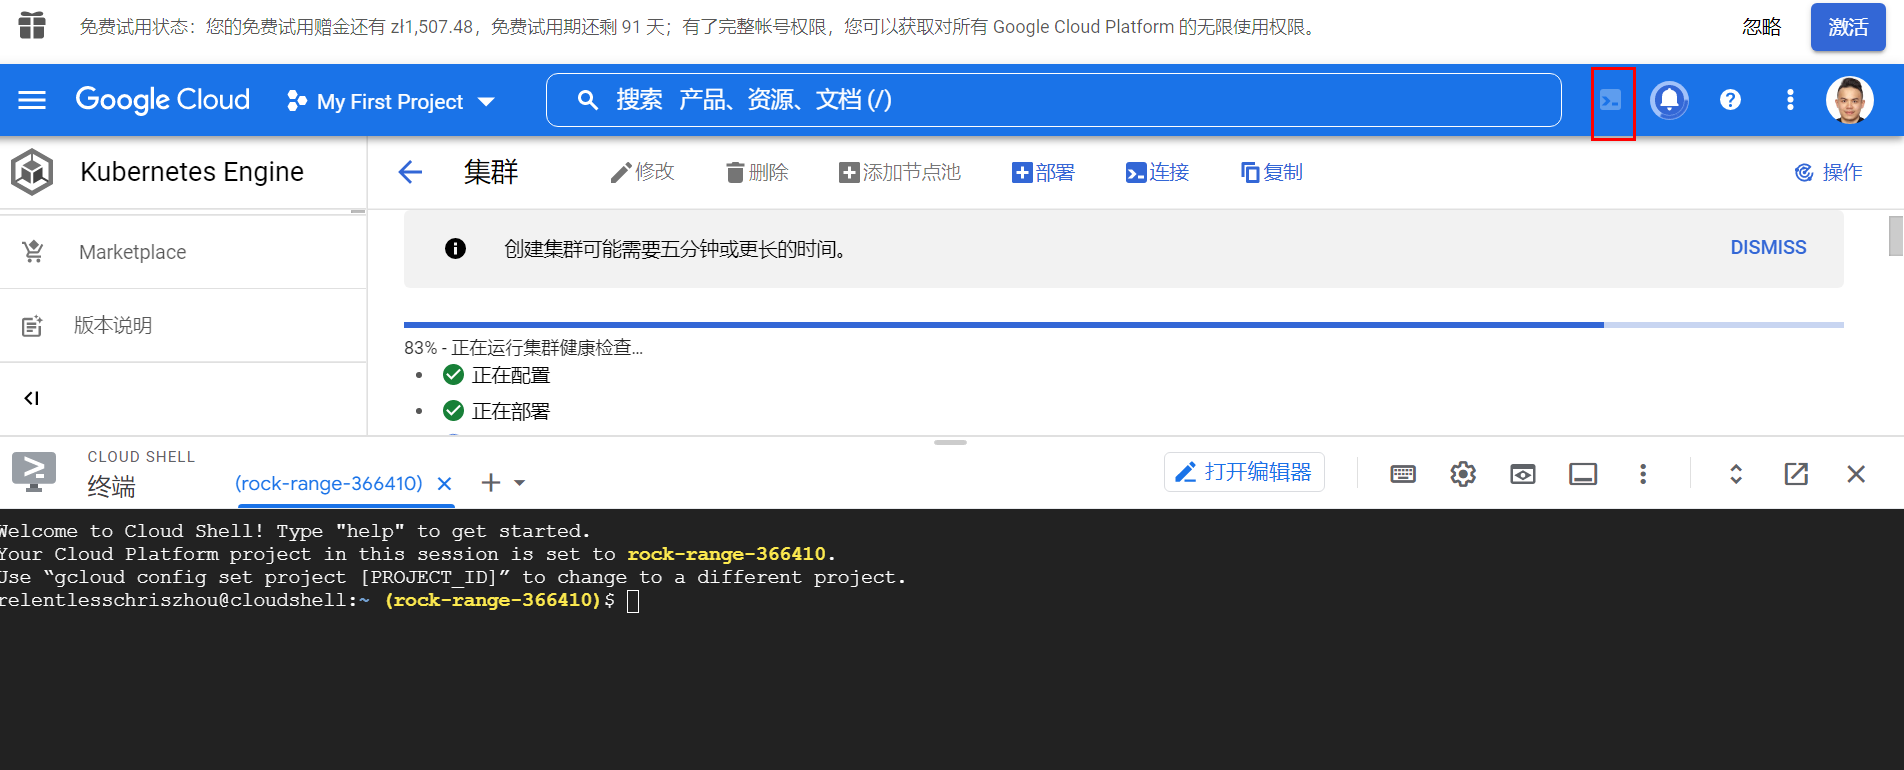 免费试用状态：您的免费试用赠金还有 zł1,507.48，免费试用期还剩 91 天；有了完整帐号权限，您可以获取对所有 Google Cloud Platform 的无限使用权限。
忽略
激活
Google Cloud
My First Project
搜索 产品、资源、文档 (/)
Kubernetes Engine
集群
修改
删除
添加节点池
部署
连接
复制
操作
Marketplace
版本说明
创建集群可能需要五分钟或更长的时间。
DISMISS
83% - 正在运行集群健康检查...
正在配置
正在部署
CLOUD SHELL
终端
(rock-range-366410)
打开编辑器
Welcome to Cloud Shell! Type "help" to get started.
Your Cloud Platform project in this session is set to rock-range-366410.
Use “gcloud config set project [PROJECT_ID]” to change to a different project.
relentlesschriszhou@cloudshell:~ (rock-range-366410)$